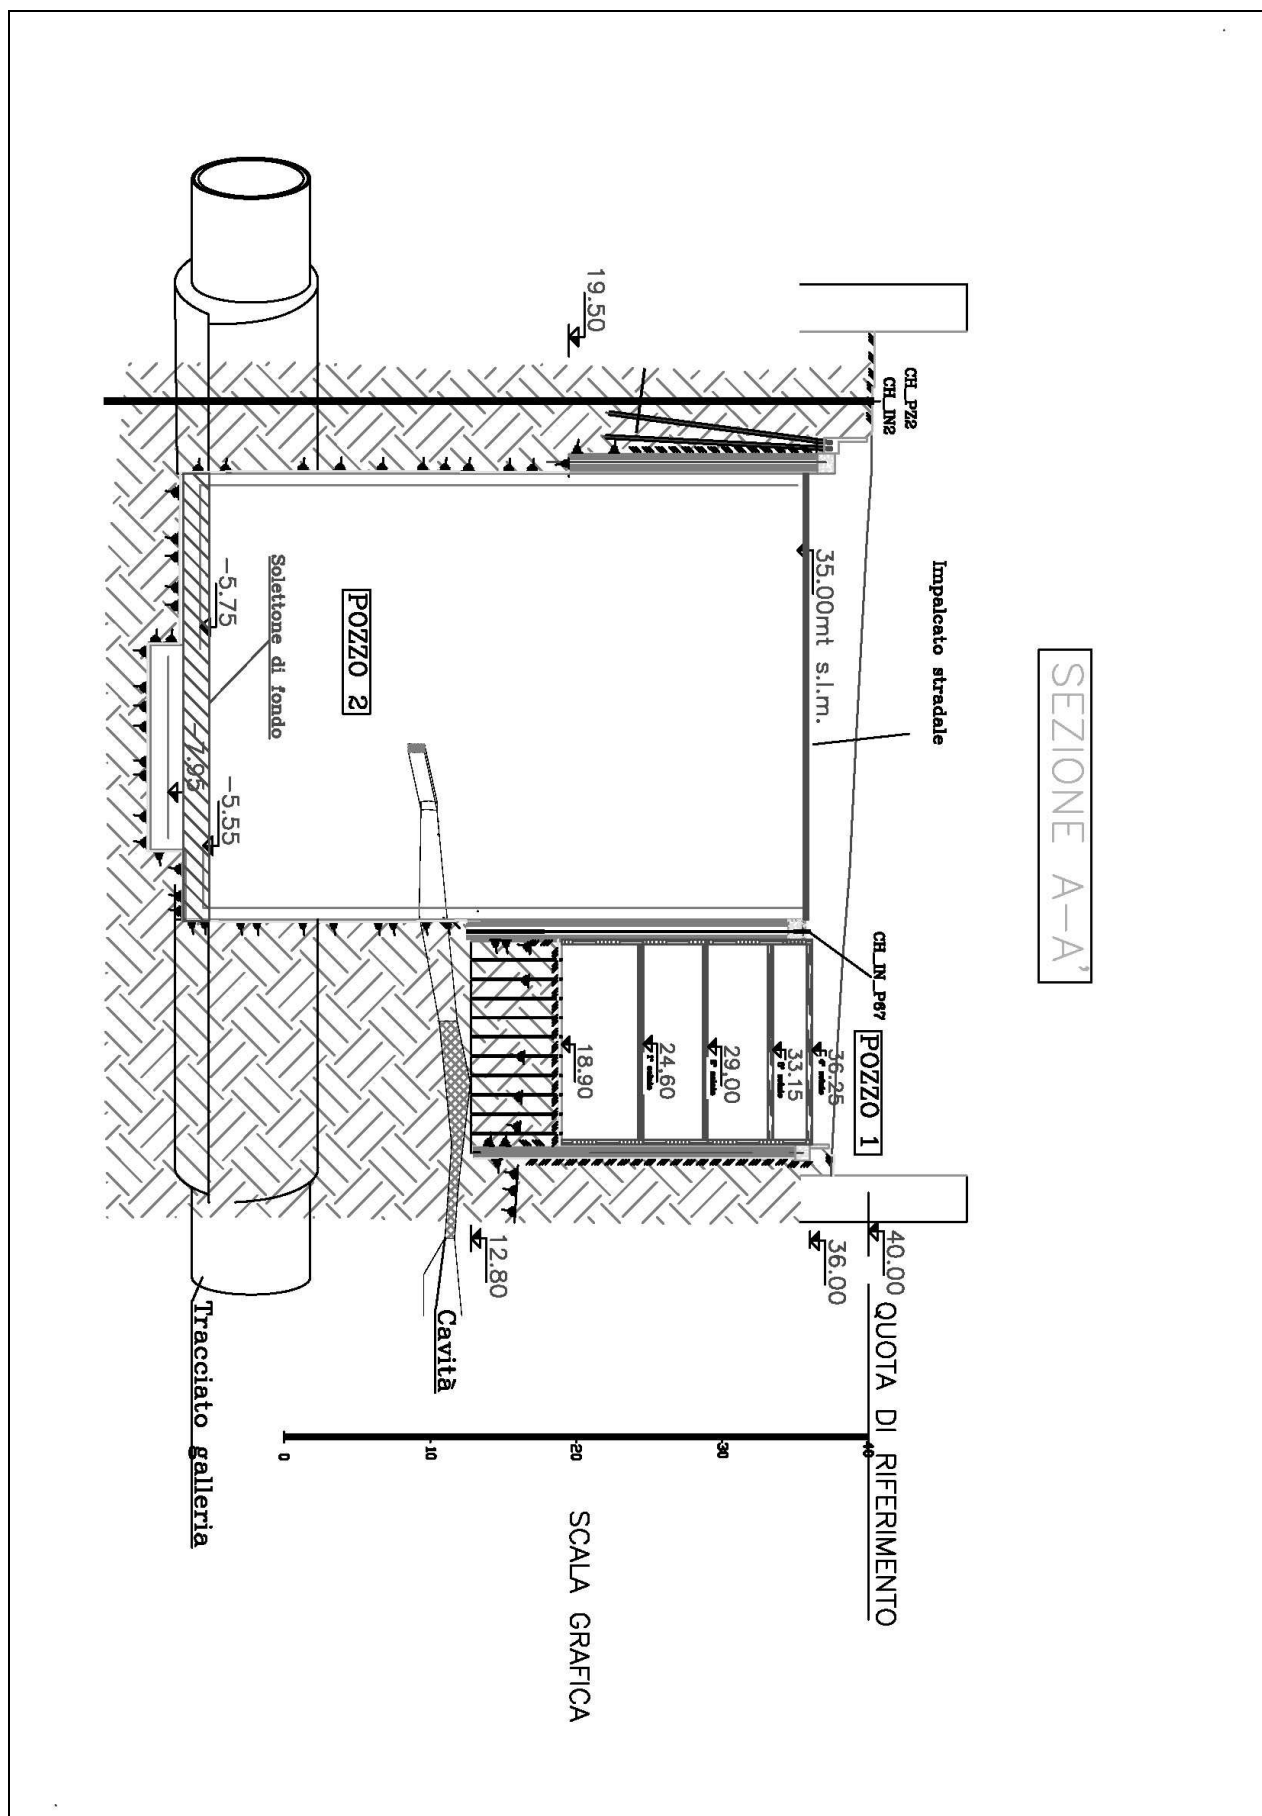 SEZIONE A-A'
40.00
QUOTA DI RIFERIMENTO
36.00
CH_PZ2
CH_IN2
Impalcato stradale
35.00mt s.l.m.
CH_IN_P67
POZZO 1
36.25
33.15
29.00
24.60
18.90
19.50
12.80
POZZO 2
Solettone di fondo
-5.75
-5.55
-7.95
Cavità
Tracciato galleria
40
30
20
10
0
SCALA GRAFICA